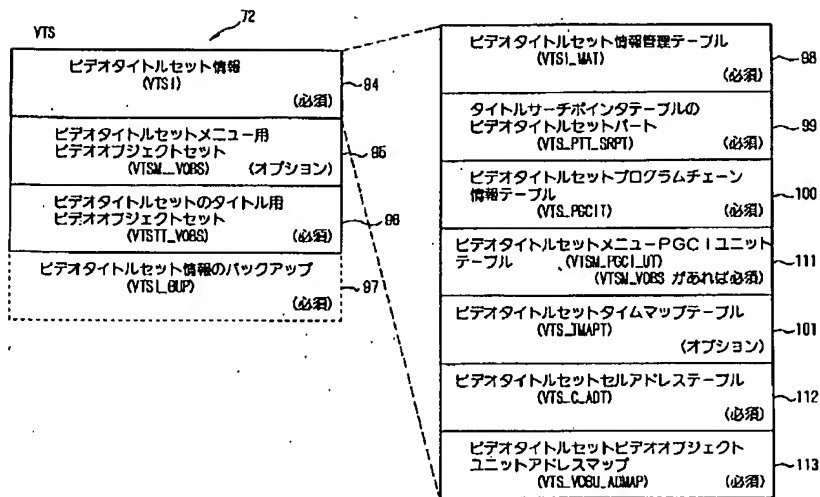 VTS
72
ビデオタイトルセット情報
(VTSI)
(必須)
94
ビデオタイトルセットメニュー用
ビデオオブジェクトセット
(VTSM__VOBS) (オプション)
95
ビデオタイトルセットのタイトル用
ビデオオブジェクトセット
(VTSTT_VOBS) (必須)
96
ビデオタイトルセット情報のバックアップ
(VTSI_BUP)
(必須)
97
ビデオタイトルセット情報管理テーブル
(VTSI_MAT)
(必須)
98
タイトルサーチポインタテーブルの
ビデオタイトルセットパート
(VTS_PTT_SRPT) (必須)
99
ビデオタイトルセットプログラムチェーン
情報テーブル
(VTS_PGCIT) (必須)
100
ビデオタイトルセットメニューPGCIユニット
テーブル (VTSM_PGCI_UT)
(VTSM_VOBS があれば必須)
111
ビデオタイトルセットタイムマップテーブル
(VTS_TMAPT)
(オプション)
101
ビデオタイトルセットセルアドレステーブル
(VTS_C_ADT)
(必須)
112
ビデオタイトルセットビデオオブジェクト
ユニットアドレスマップ
(VTS_VOBU_ADMAP) (必須)
113